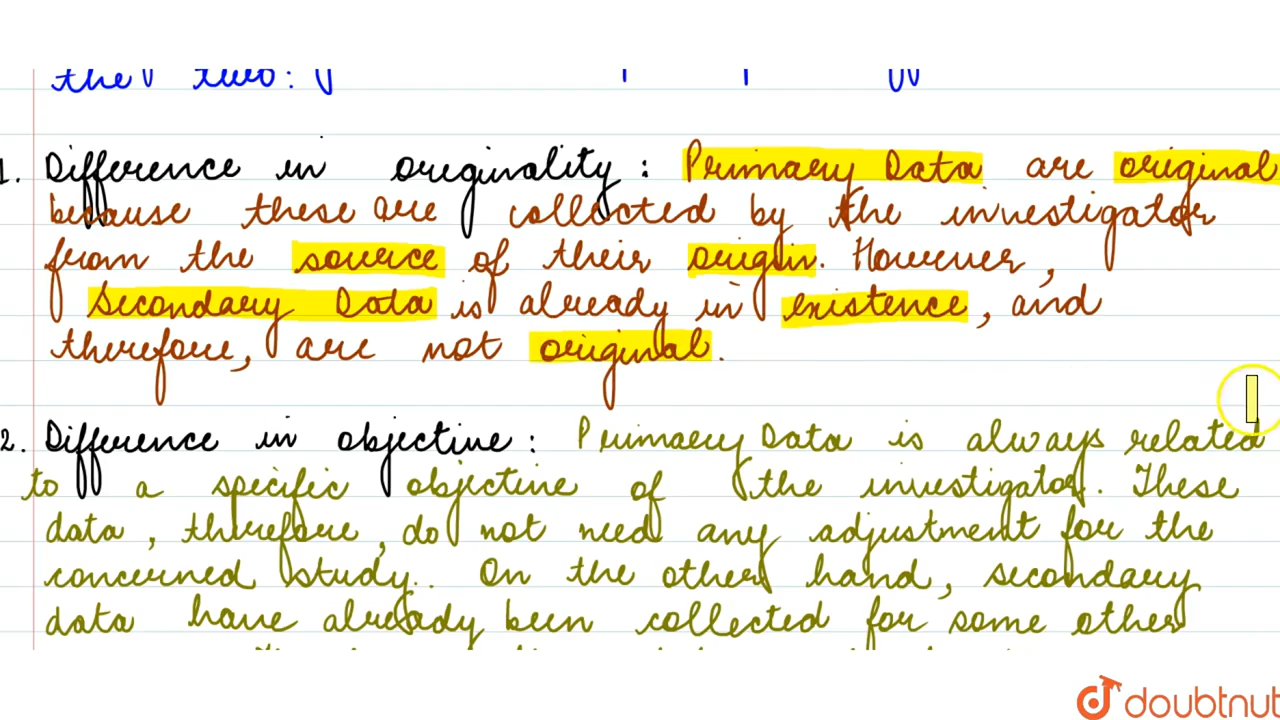 the two:
1. Difference in originality : Primary Data are original
because these are collected by the investigator
from the source of their origin. However,
Secondary Data is already in existence, and
therefore, are not original.
2. Difference in objective : Primary Data is always related
to a specific objective of the investigator. These
data, therefore, do not need any adjustment for the
concerned study. On the other hand, secondary
data have already been collected for some other
doubtnut